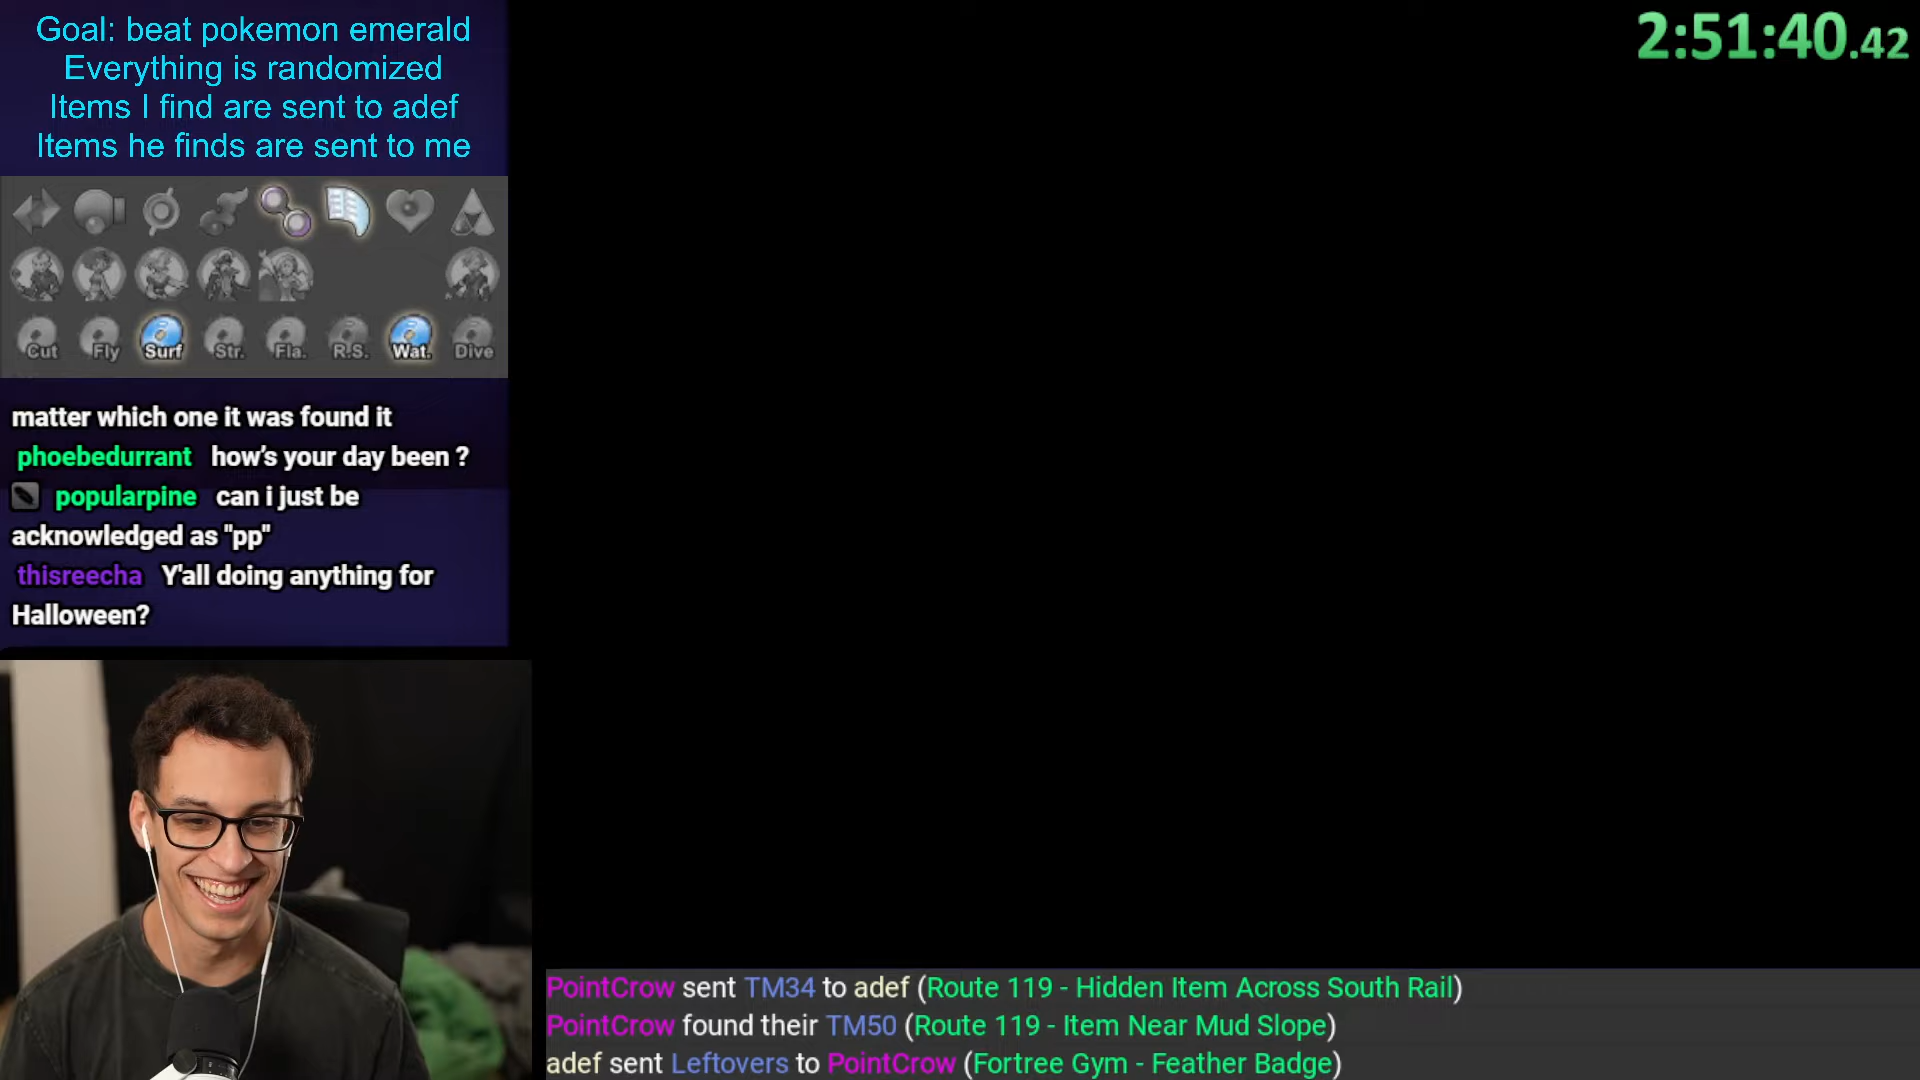 Goal: beat pokemon emerald
Everything is randomized
Items I find are sent to adef
Items he finds are sent to me
2:51:40.42
Cut Fly Surf Str. Fla. R.S. Wat. Dive
matter which one it was found it
phoebedurrant how's your day been ?
popularpine can i just be
acknowledged as "pp"
thisreecha Y'all doing anything for
Halloween?
PointCrow sent TM34 to adef (Route 119 - Hidden Item Across South Rail)
PointCrow found their TM50 (Route 119 - Item Near Mud Slope)
adef sent Leftovers to PointCrow (Fortree Gym - Feather Badge)